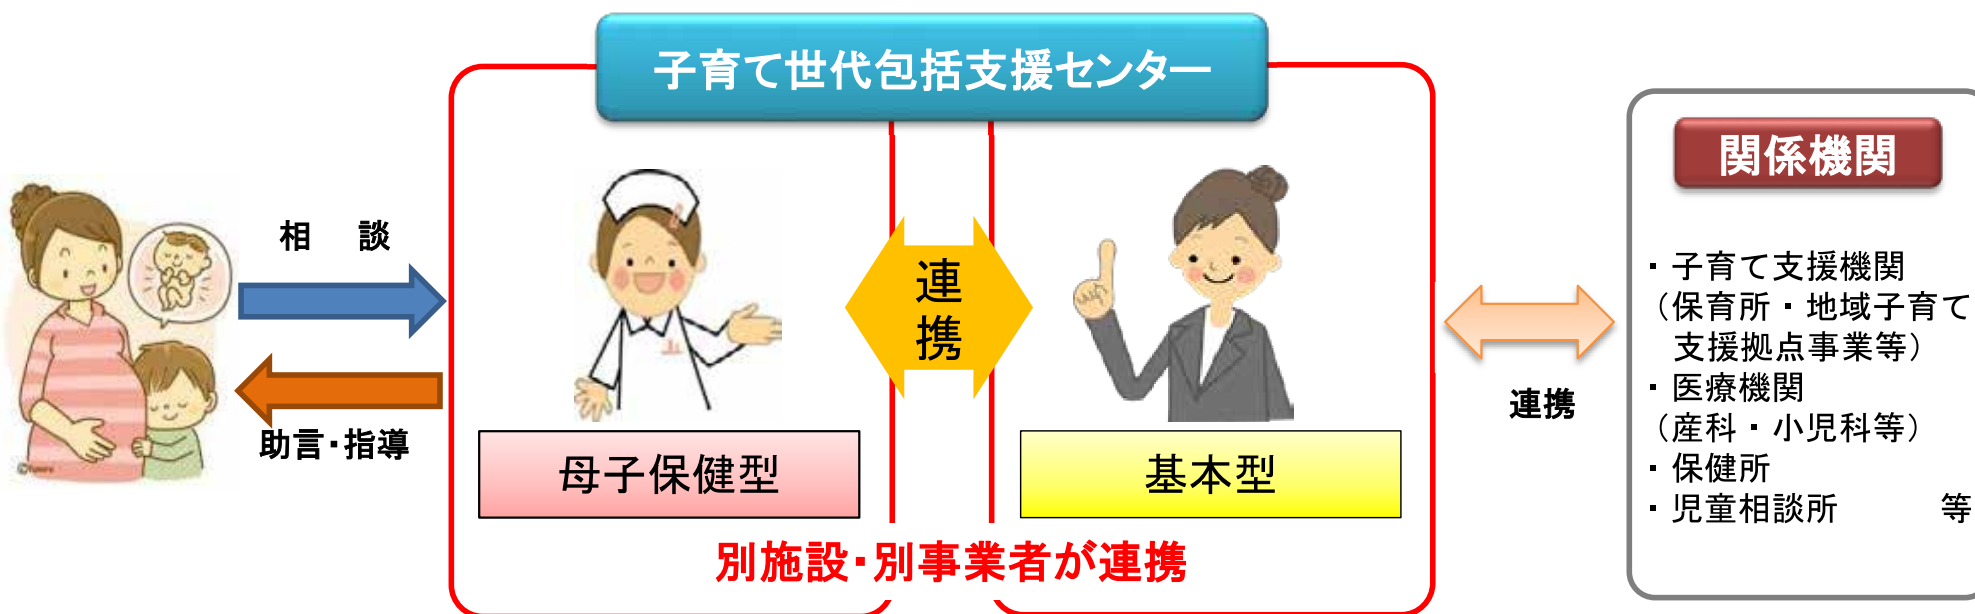 子育て世代包括支援センター
相　談
助言・指導
連
携
母子保健型
基本型
別施設・別事業者が連携
連携
関係機関
・子育て支援機関
（保育所・地域子育て
支援拠点事業等）
・医療機関
（産科・小児科等）
・保健所
・児童相談所　　　等